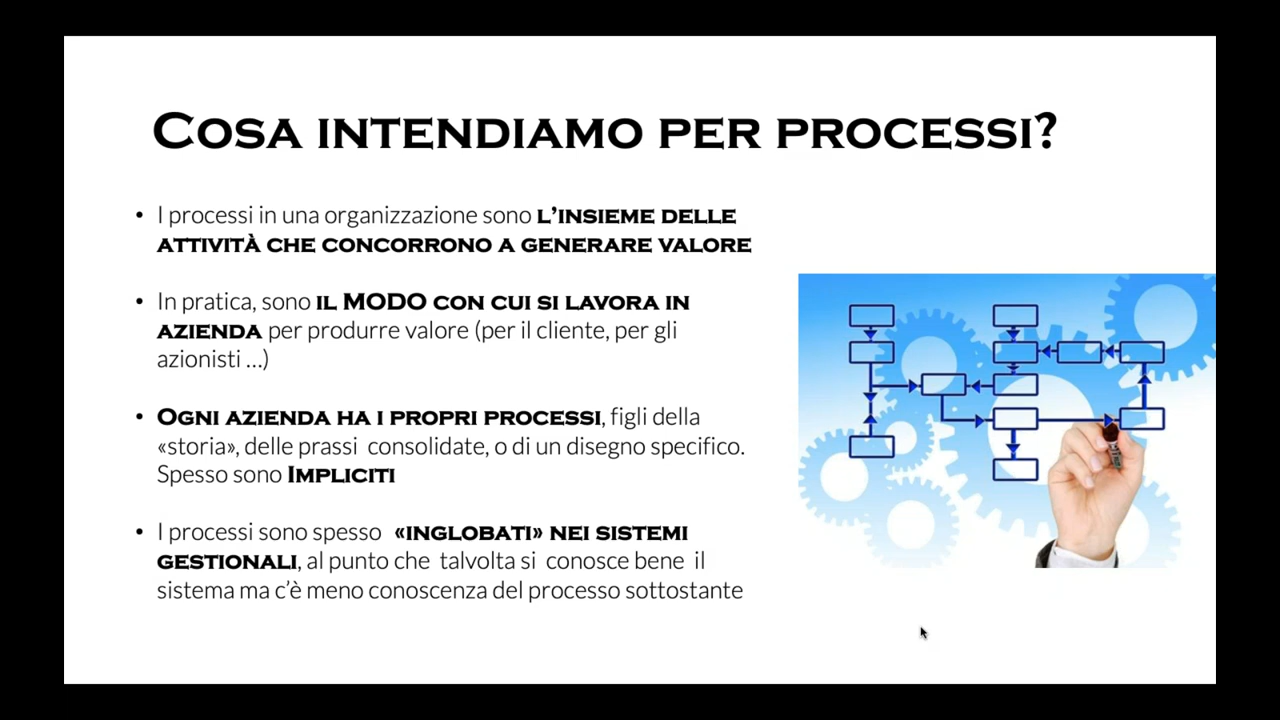 Cosa intendiamo per processi?
• I processi in una organizzazione sono l’insieme delle
attività che concorrono a generare valore
• In pratica, sono il MODO con cui si lavora in
azienda per produrre valore (per il cliente, per gli
azionisti …)
• Ogni azienda ha i propri processi, figli della
«storia», delle prassi consolidate, o di un disegno specifico.
Spesso sono Impliciti
• I processi sono spesso «inglobati» nei sistemi
gestionali, al punto che talvolta si conosce bene il
sistema ma c’è meno conoscenza del processo sottostante